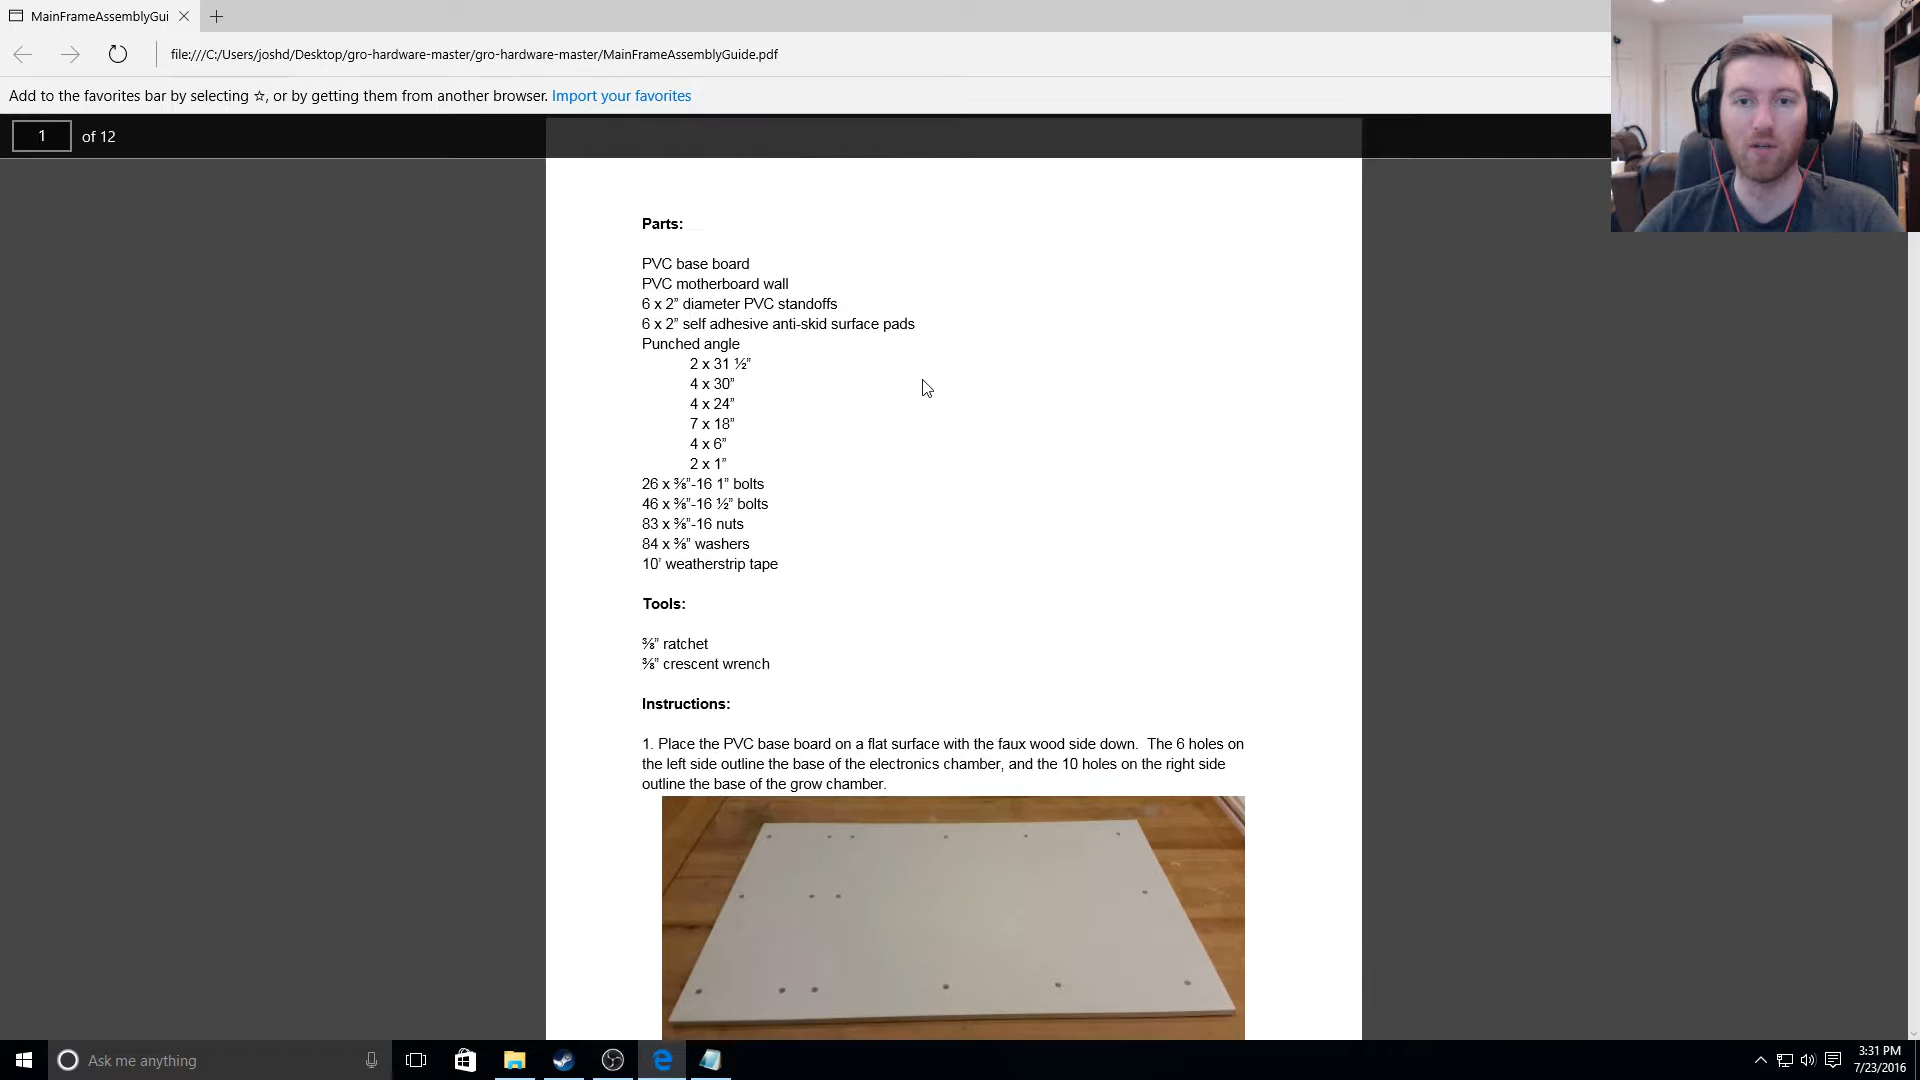 MainFrameAssemblyGui
file:///C:/Users/joshd/Desktop/gro-hardware-master/gro-hardware-master/MainFrameAssemblyGuide.pdf
Add to the favorites bar by selecting ☆, or by getting them from another browser. Import your favorites
1 of 12
Parts:
PVC base board
PVC motherboard wall
6 x 2” diameter PVC standoffs
6 x 2” self adhesive anti-skid surface pads
Punched angle
2 x 31 ½”
4 x 30”
4 x 24”
7 x 18”
4 x 6”
2 x 1”
26 x ⅜”-16 1” bolts
46 x ⅜”-16 ½” bolts
83 x ⅜”-16 nuts
84 x ⅜” washers
10’ weatherstrip tape
Tools:
⅜” ratchet
⅜” crescent wrench
Instructions:
1. Place the PVC base board on a flat surface with the faux wood side down.  The 6 holes on
the left side outline the base of the electronics chamber, and the 10 holes on the right side
outline the base of the grow chamber.
Ask me anything
3:31 PM
7/23/2016